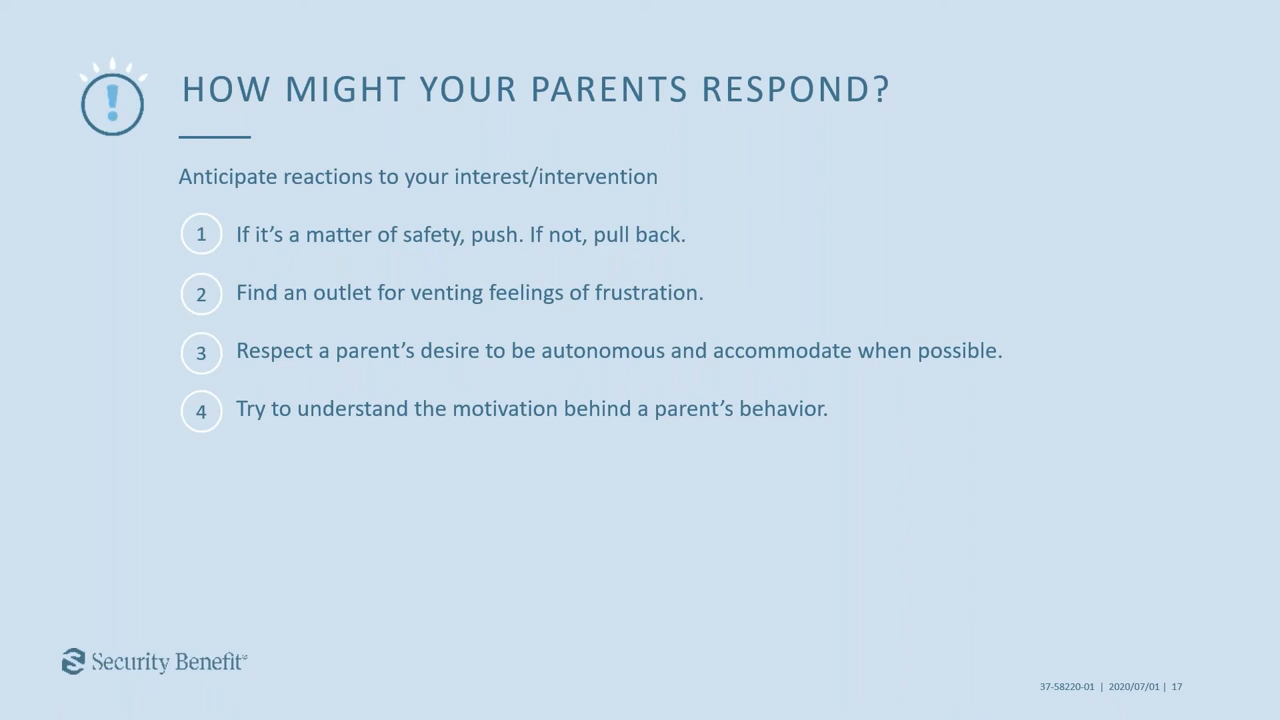 HOW MIGHT YOUR PARENTS RESPOND?
Anticipate reactions to your interest/intervention
1 If it’s a matter of safety, push. If not, pull back.
2 Find an outlet for venting feelings of frustration.
3 Respect a parent’s desire to be autonomous and accommodate when possible.
4 Try to understand the motivation behind a parent’s behavior.
Security Benefit
37-58220-01 | 2020/07/01 | 17